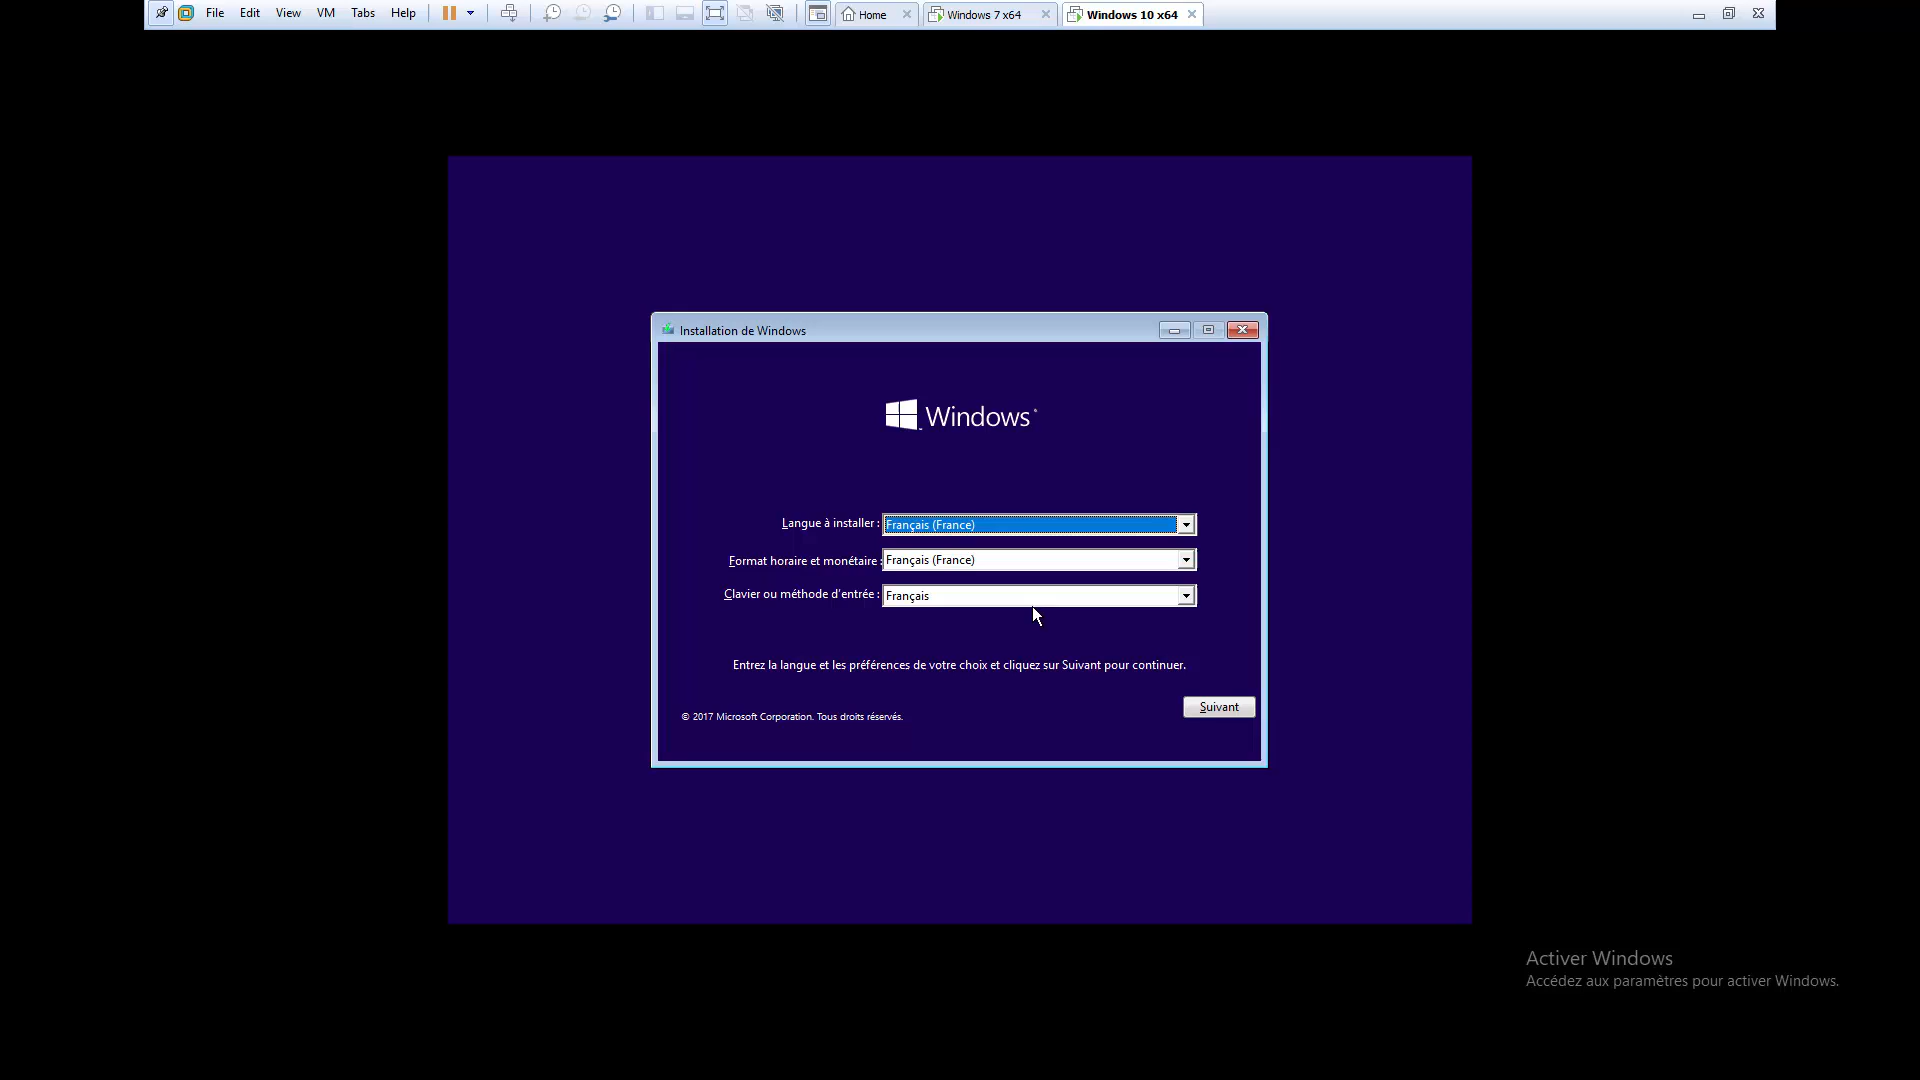 File Edit View VM Tabs Help Home Windows 7 x64 Windows 10 x64
Installation de Windows
Windows
Langue à installer : Français (France)
Format horaire et monétaire : Français (France)
Clavier ou méthode d'entrée : Français
Entrez la langue et les préférences de votre choix et cliquez sur Suivant pour continuer.
Suivant
© 2017 Microsoft Corporation. Tous droits réservés.
Activer Windows
Accédez aux paramètres pour activer Windows.